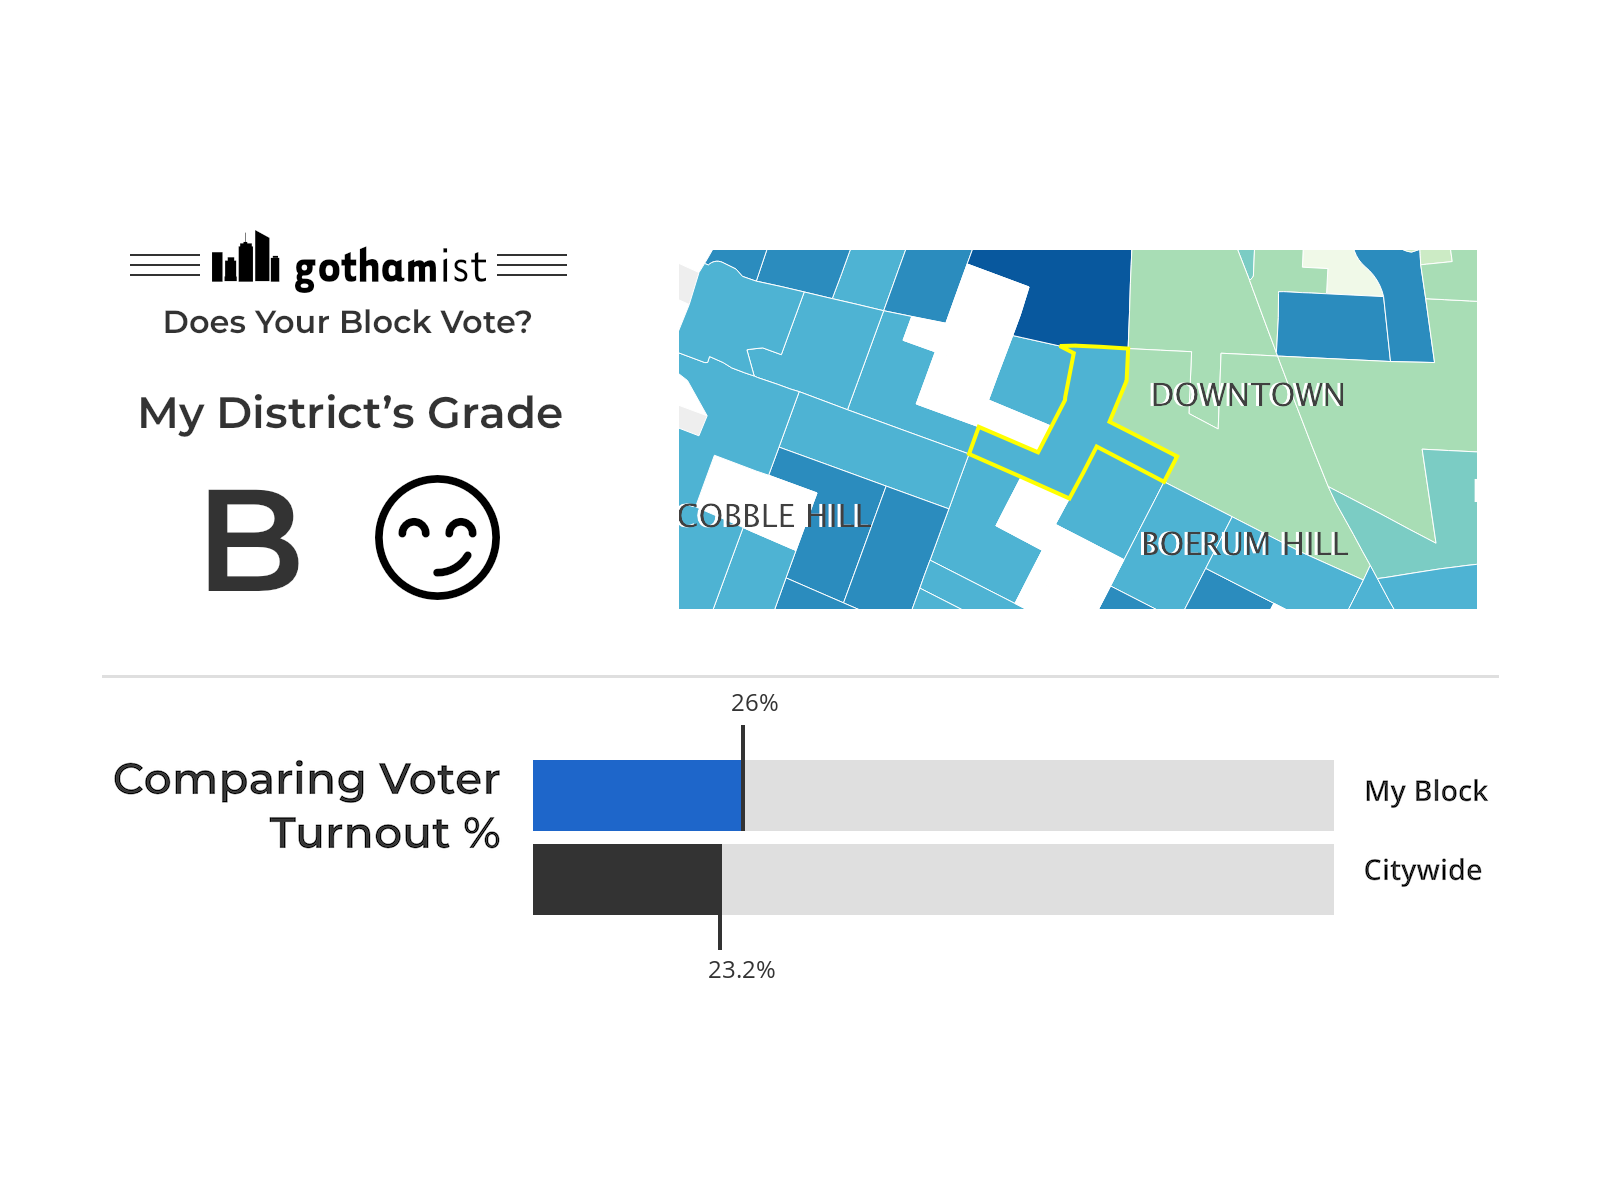 gothamist
Does Your Block Vote?
My District’s Grade
B
DOWNTOWN
COBBLE HILL
BOERUM HILL
26%
Comparing Voter
Turnout %
My Block
Citywide
23.2%